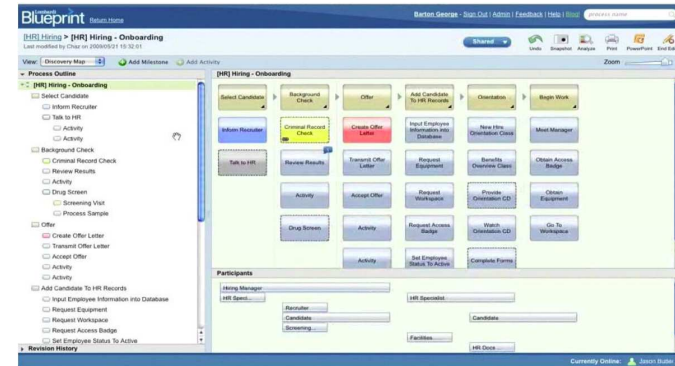 Lombardi
Blueprint Return Home
Barton George - Sign Out | Admin | Feedback | Help | Blog
process name
[HR] Hiring > [HR] Hiring - Onboarding
Last modified by Chaz on 2009/05/21 15:32:01
Shared
Undo Snapshot Analyze Print PowerPoint End Edit
View: Discovery Map Add Milestone Add Activity
Zoom
Process Outline
[HR] Hiring - Onboarding
Select Candidate
Inform Recruiter
Talk to HR
Activity
Activity
Background Check
Criminal Record Check
Review Results
Activity
Drug Screen
Screening Visit
Process Sample
Offer
Create Offer Letter
Transmit Offer Letter
Accept Offer
Activity
Activity
Add Candidate To HR Records
Input Employee Information into Database
Request Equipment
Request Workspace
Request Access Badge
Set Employee Status To Active
Revision History
[HR] Hiring - Onboarding
Select Candidate
Background
Check
Offer
Add Candidate
To HR Records
Orientation
Begin Work
Inform Recruiter
Criminal Record
Check
Create Offer
Letter
Input Employee
Information into
Database
New Hire
Orientation Class
Meet Manager
Talk to HR
Review Results
Transmit Offer
Letter
Request
Equipment
Benefits
Overview Class
Obtain Access
Badge
Activity
Accept Offer
Request
Workspace
Provide
Orientation CD
Obtain
Equipment
Drug Screen
Activity
Request Access
Badge
Watch
Orientation CD
Go To
Workspace
Activity
Set Employee
Status To Active
Complete Forms
Participants
Hiring Manager
HR Speci...
HR Specialist
Recruiter
Candidate
Candidate
Screening...
Facilities...
HR Docs ...
Currently Online: Jason Butler